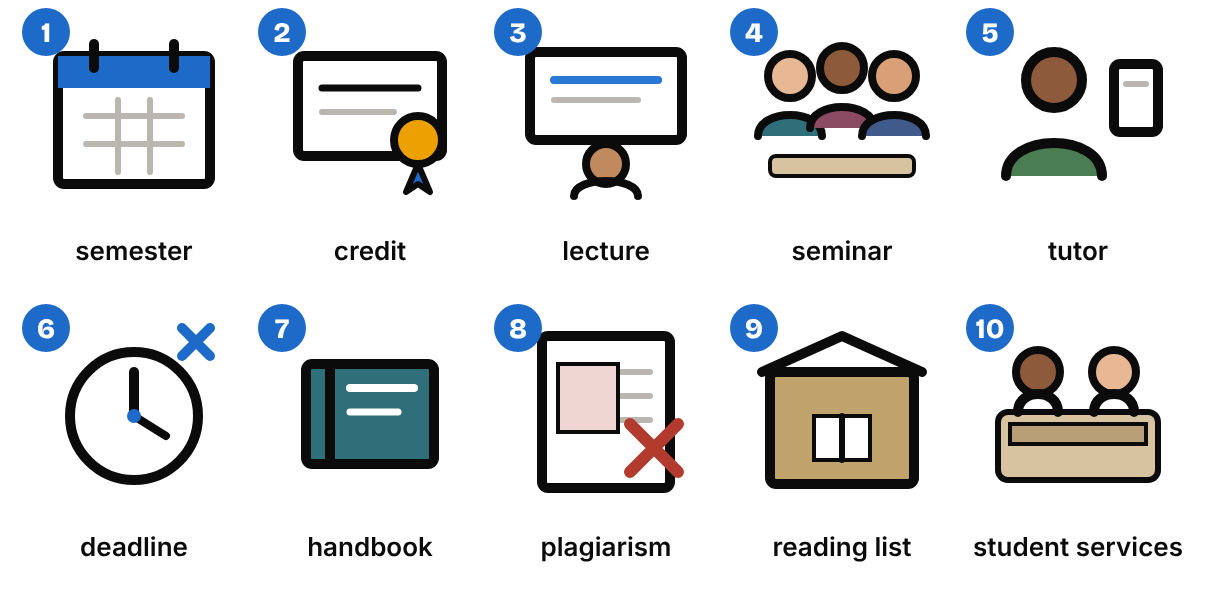 1
semester
2
credit
3
lecture
4
seminar
5
tutor
6
deadline
7
handbook
8
plagiarism
9
reading list
10
student services